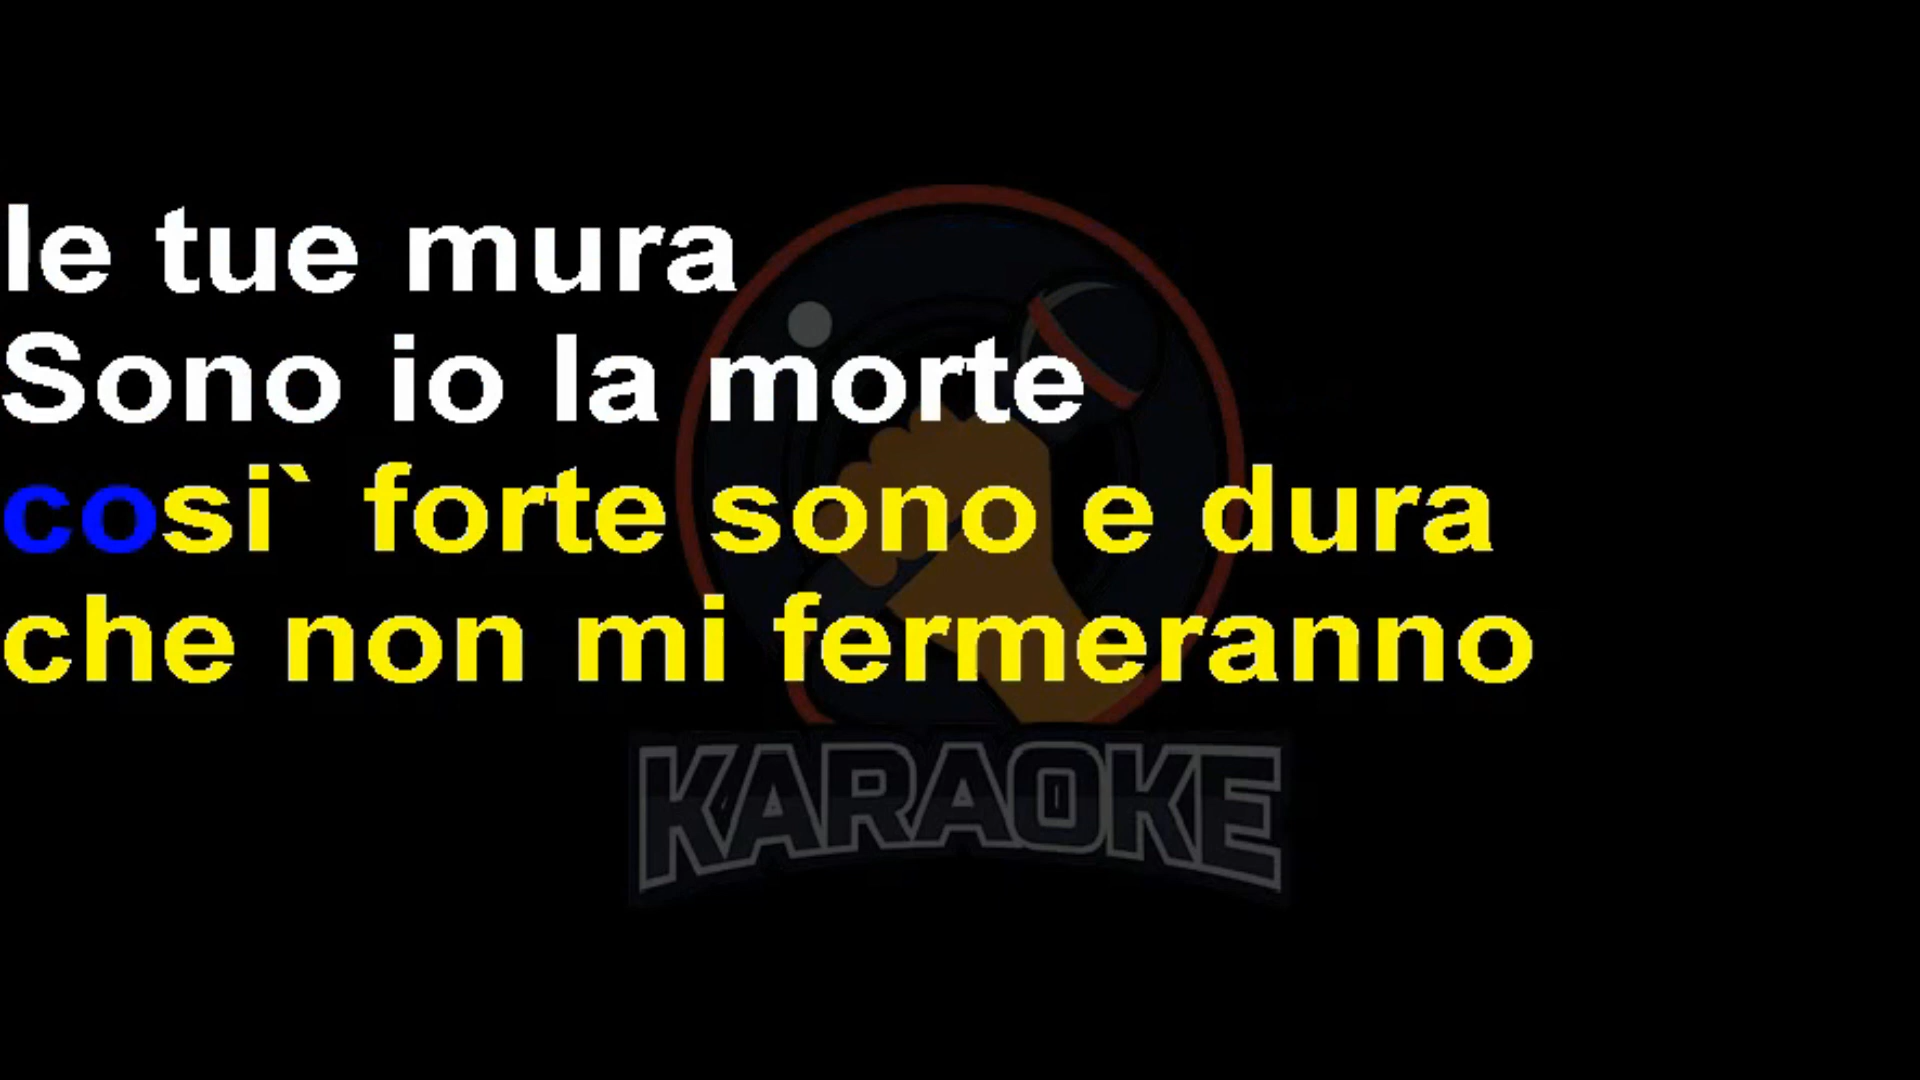 le tue mura
Sono io la morte
cosi` forte sono e dura
che non mi fermeranno
KARAOKE